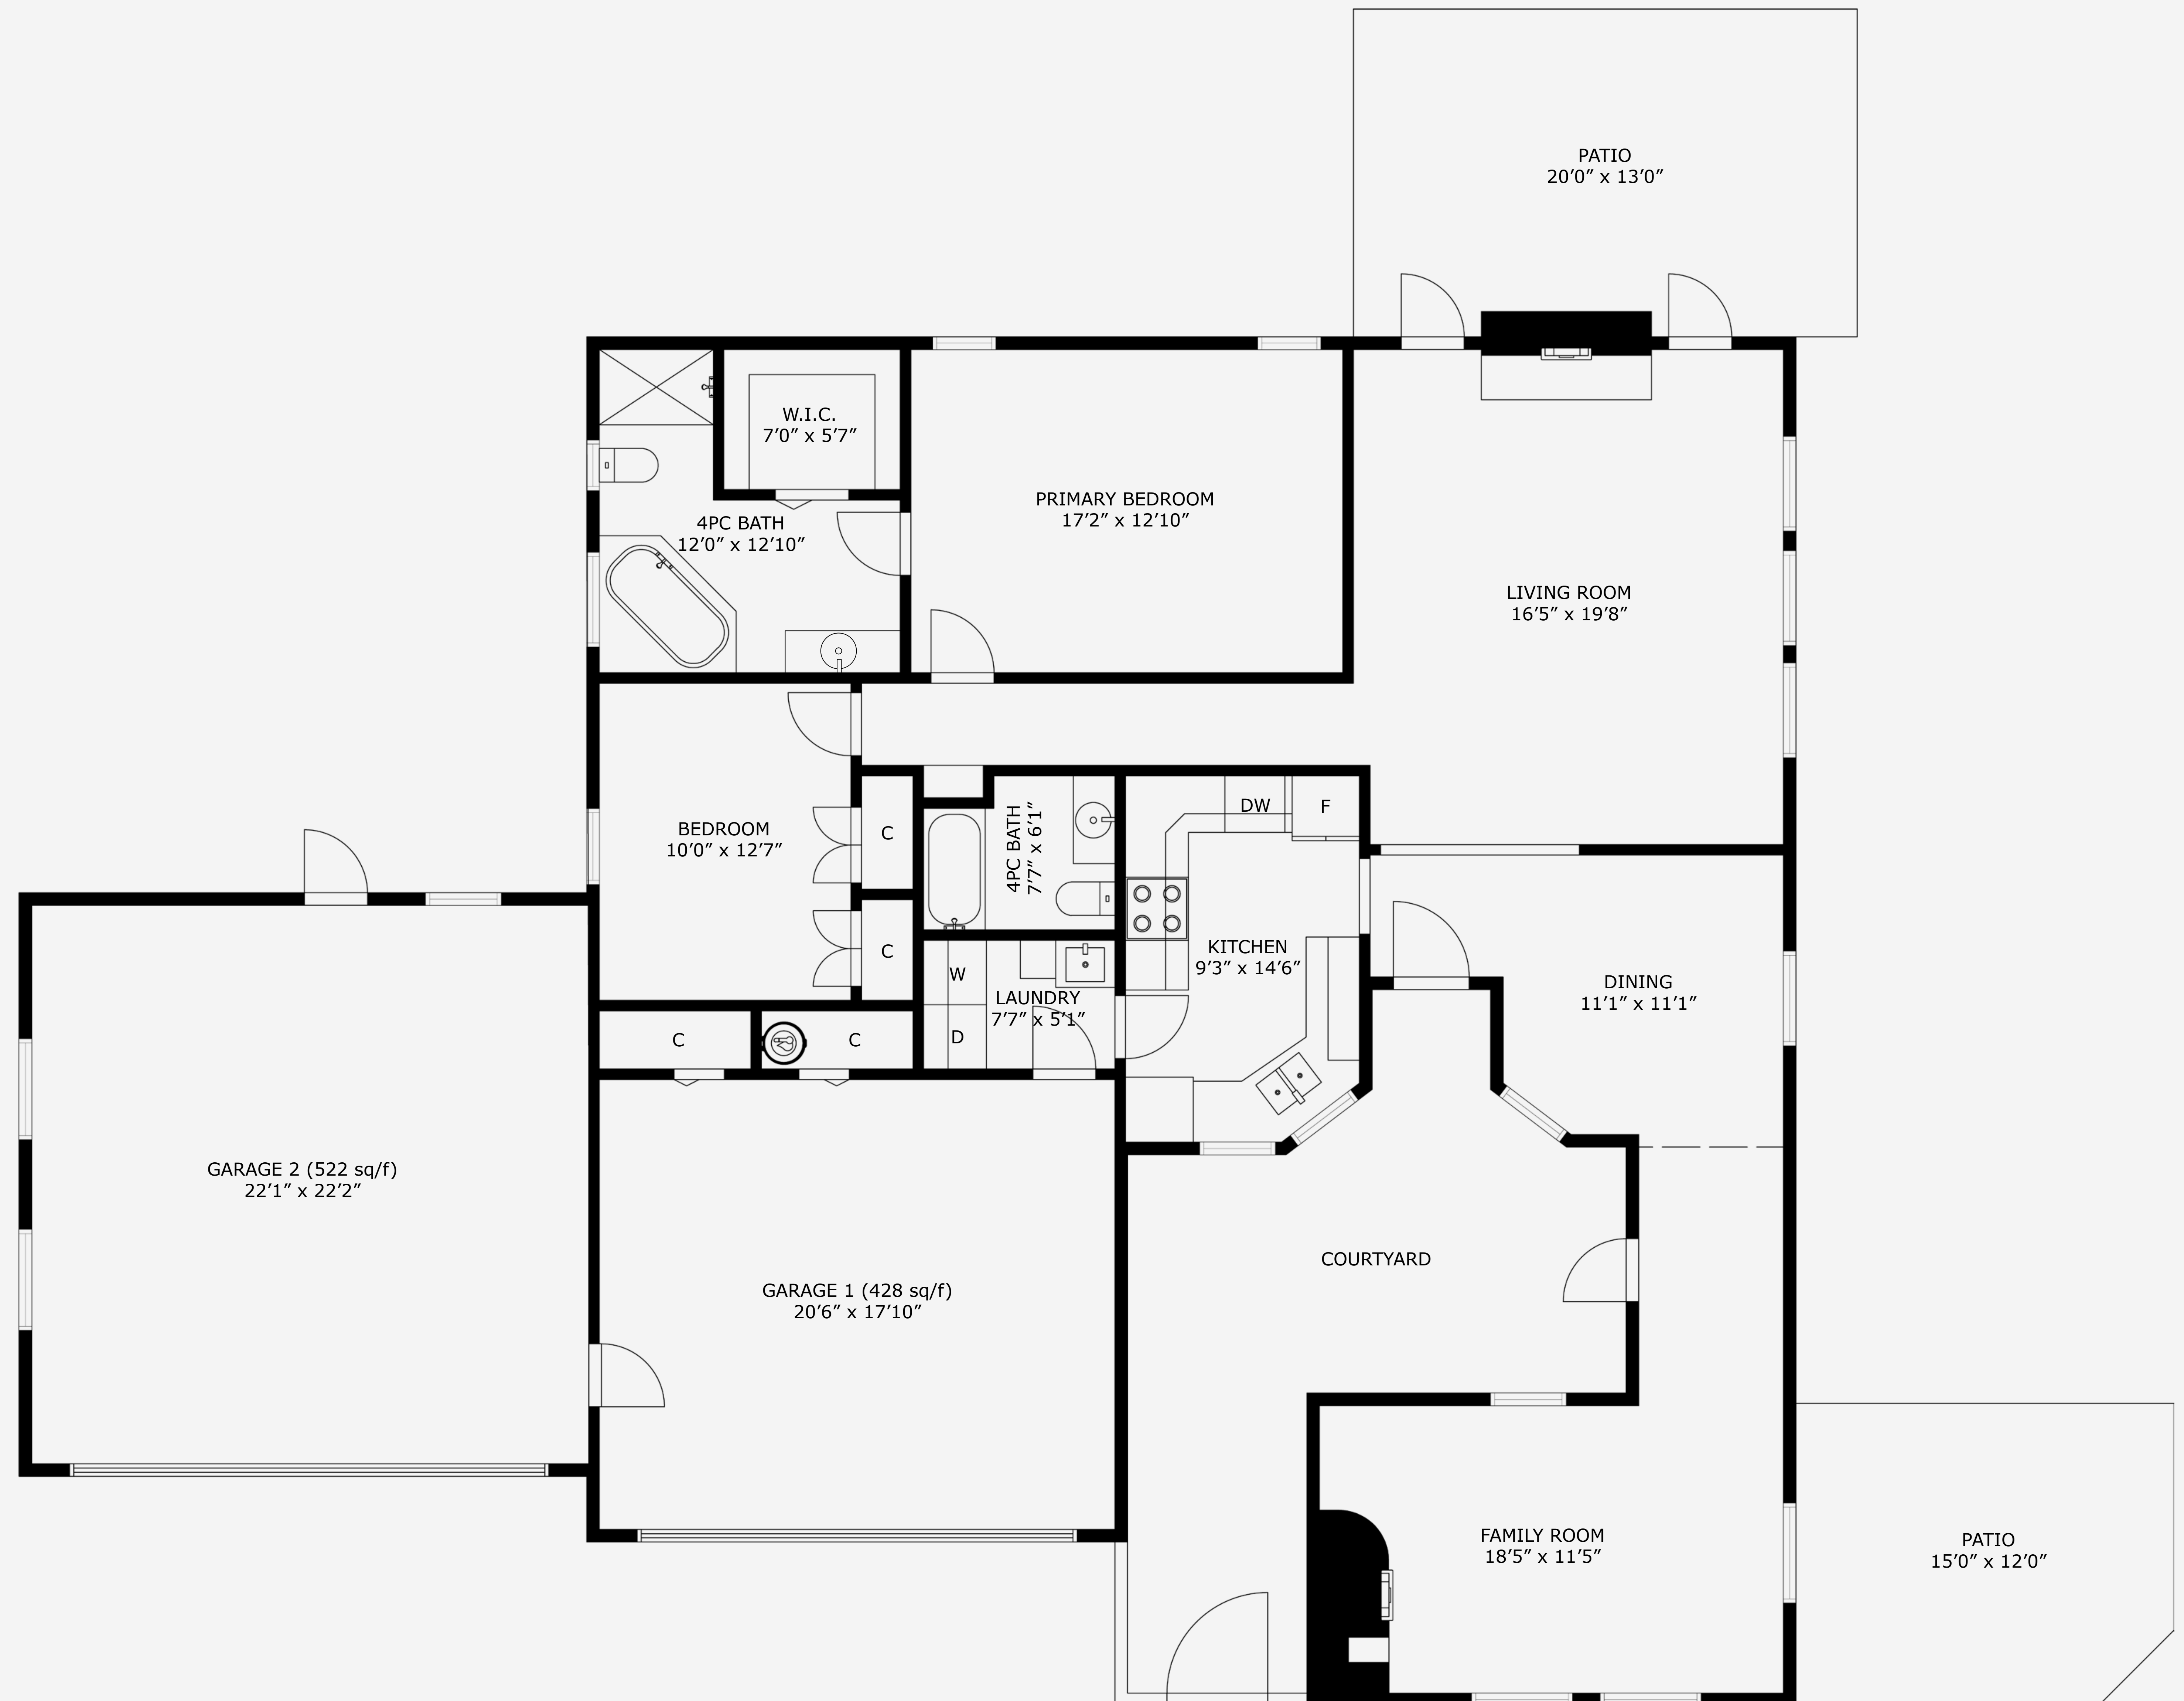 PATIO
20′0″ x 13′0″
W.I.C.
7′0″ x 5′7″
PRIMARY BEDROOM
17′2″ x 12′10″
4PC BATH
12′0″ x 12′10″
LIVING ROOM
16′5″ x 19′8″
BEDROOM
10′0″ x 12′7″
C
C
4PC BATH
7′7″ x 6′1″
DW
F
KITCHEN
9′3″ x 14′6″
W
D
LAUNDRY
7′7″ x 5′1″
DINING
11′1″ x 11′1″
C
C
GARAGE 2 (522 sq/f)
22′1″ x 22′2″
GARAGE 1 (428 sq/f)
20′6″ x 17′10″
COURTYARD
FAMILY ROOM
18′5″ x 11′5″
PATIO
15′0″ x 12′0″